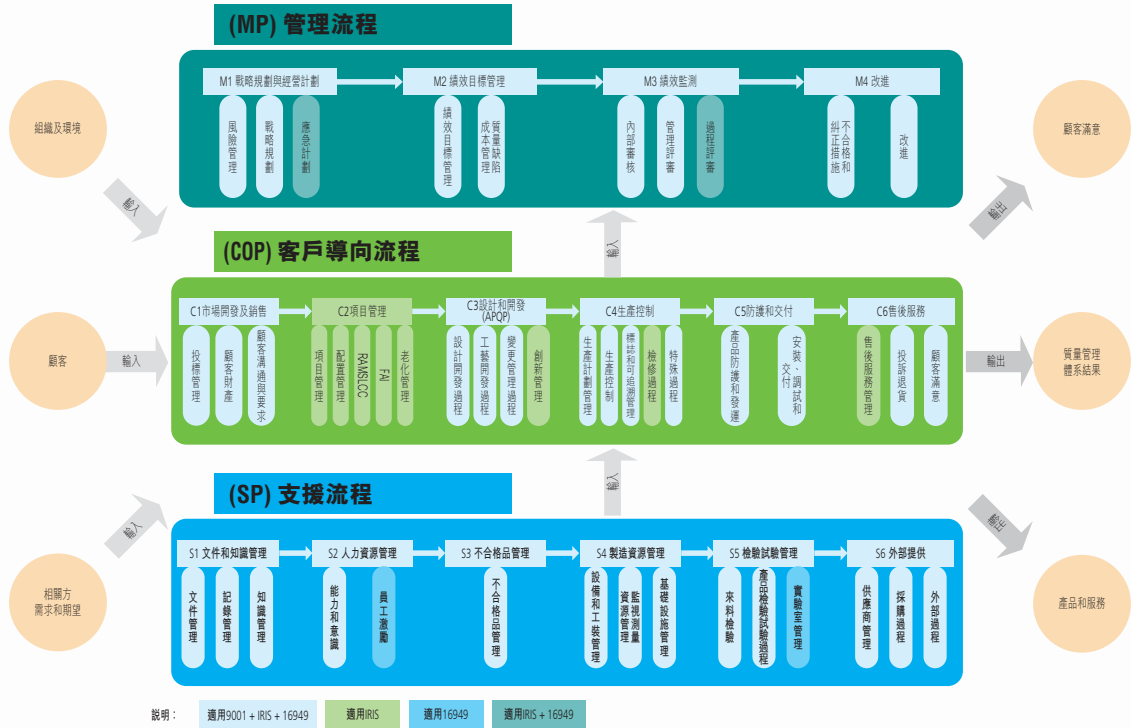 (MP) 管理流程
M1 戰略規劃與經營計劃
M2 績效目標管理
M3 績效監測
M4 改進
風險管理
戰略規劃
應急計劃
績效目標管理
質量缺陷
成本管理
內部審核
管理評審
過程評審
不合格和
糾正措施
改進
組織及環境
顧客滿意
輸入
輸出
輸入
(COP) 客戶導向流程
C1市場開發及銷售
C2項目管理
C3設計和開發
(APQP)
C4生產控制
C5防護和交付
C6售後服務
投標管理
顧客財產
顧客溝通與要求
項目管理
配置管理
RAMSLCC
FAI
老化管理
設計開發過程
工藝開發過程
變更管理過程
創新管理
生產計劃管理
生產控制
標誌和可追溯管理
檢修過程
特殊過程
產品防護和發運
安裝、調試和
交付
售後服務管理
投訴退貨
顧客滿意
顧客
輸入
輸出
質量管理
體系結果
輸入
(SP) 支援流程
S1 文件和知識管理
S2 人力資源管理
S3 不合格品管理
S4 製造資源管理
S5 檢驗試驗管理
S6 外部提供
文件管理
記錄管理
知識管理
能力和意識
員工激勵
不合格品管理
設備和工裝管理
監視測量
資源管理
基礎設施管理
來料檢驗
產品檢驗試驗過程
實驗室管理
供應商管理
採購過程
外部過程
輸入
輸出
相關方
需求和期望
產品和服務
説明：
適用9001 + IRIS + 16949
適用IRIS
適用16949
適用IRIS + 16949